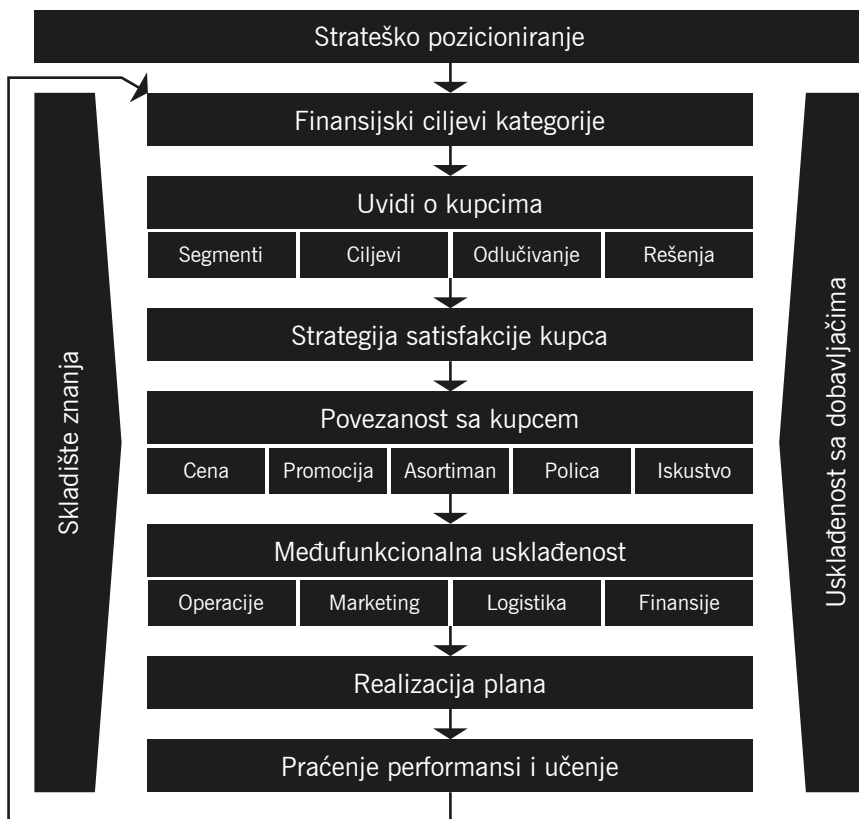 Strateško pozicioniranje
Finansijski ciljevi kategorije
Uvidi o kupcima
Segmenti
Ciljevi
Odlučivanje
Rešenja
Strategija satisfakcije kupca
Povezanost sa kupcem
Cena
Promocija
Asortiman
Polica
Iskustvo
Međufunkcionalna usklađenost
Operacije
Marketing
Logistika
Finansije
Realizacija plana
Praćenje performansi i učenje
Skladište znanja
Usklađenost sa dobavljačima